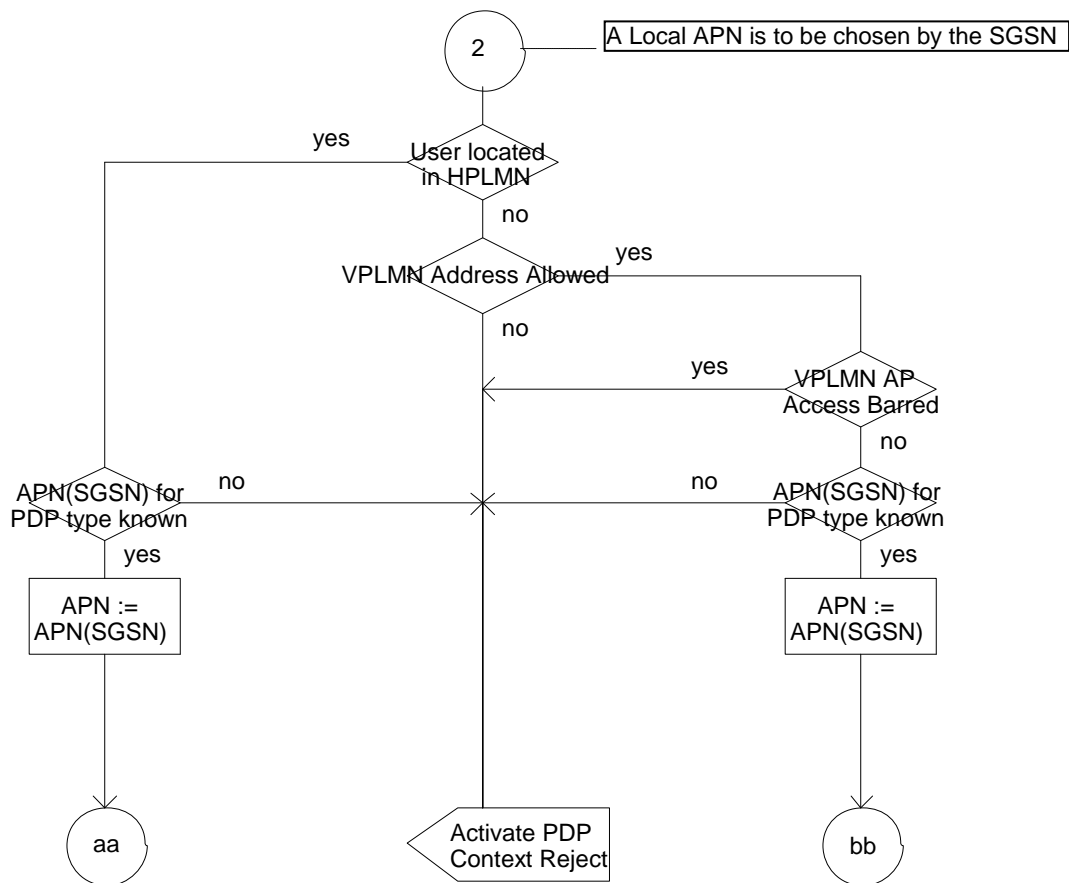 2
A Local APN is to be chosen by the SGSN
yes
User located
in HPLMN
no
VPLMN Address Allowed
yes
no
yes
VPLMN AP
Access Barred
no
APN(SGSN) for
PDP type known
no
no
APN(SGSN) for
PDP type known
yes
yes
APN :=
APN(SGSN)
APN :=
APN(SGSN)
aa
Activate PDP
Context Reject
bb